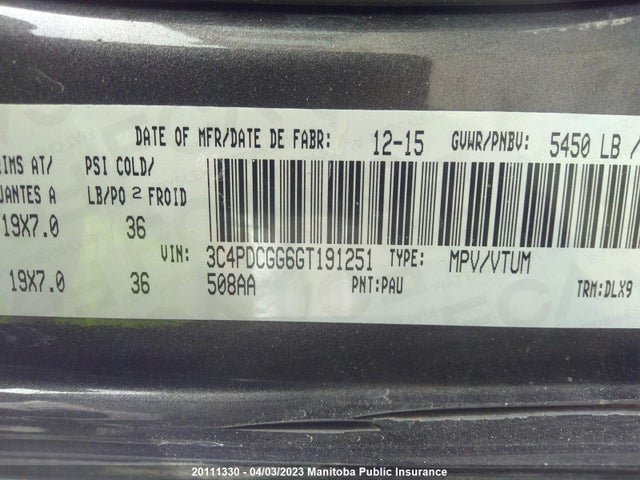 DATE OF MFR/DATE DE FABR: 12-15 GVWR/PNBV: 5450 LB /
AT/ PSI COLD/
A LB/PO 2 FROID
19X7.0 36
VIN: 3C4PDCGG6GT191251 TYPE: MPV/VTUM
19X7.0 36 508AA PNT:PAU TRM:DLX9
20111330 - 04/03/2023 Manitoba Public Insurance